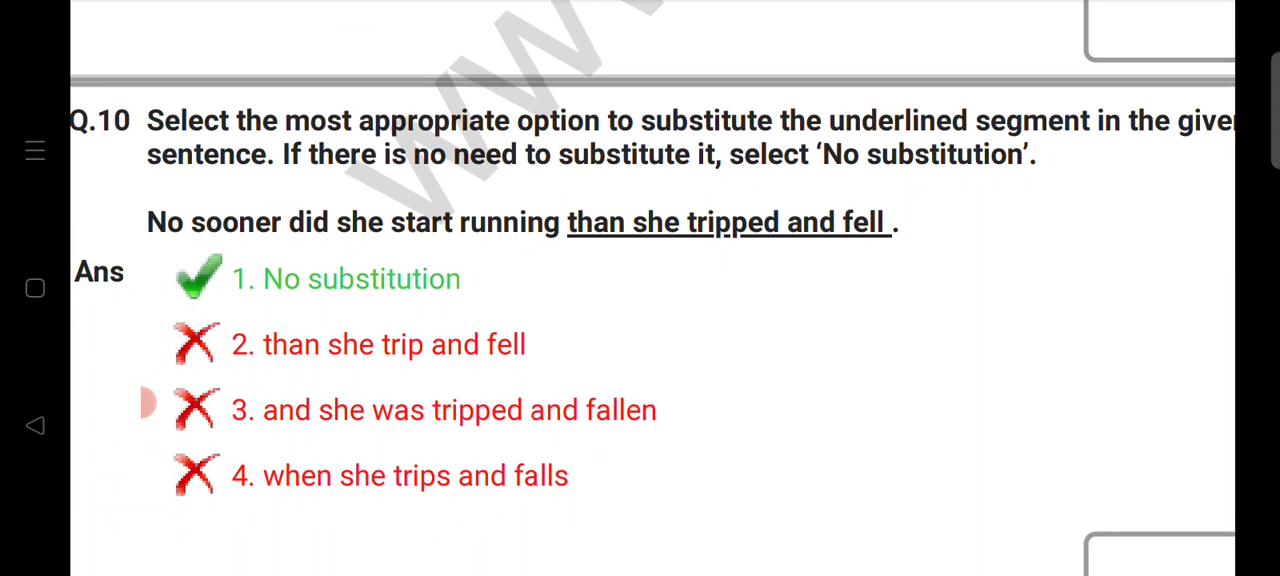 WWW
Q.10 Select the most appropriate option to substitute the underlined segment in the give
sentence. If there is no need to substitute it, select ‘No substitution’.
No sooner did she start running than she tripped and fell .
Ans 1. No substitution
2. than she trip and fell
3. and she was tripped and fallen
4. when she trips and falls